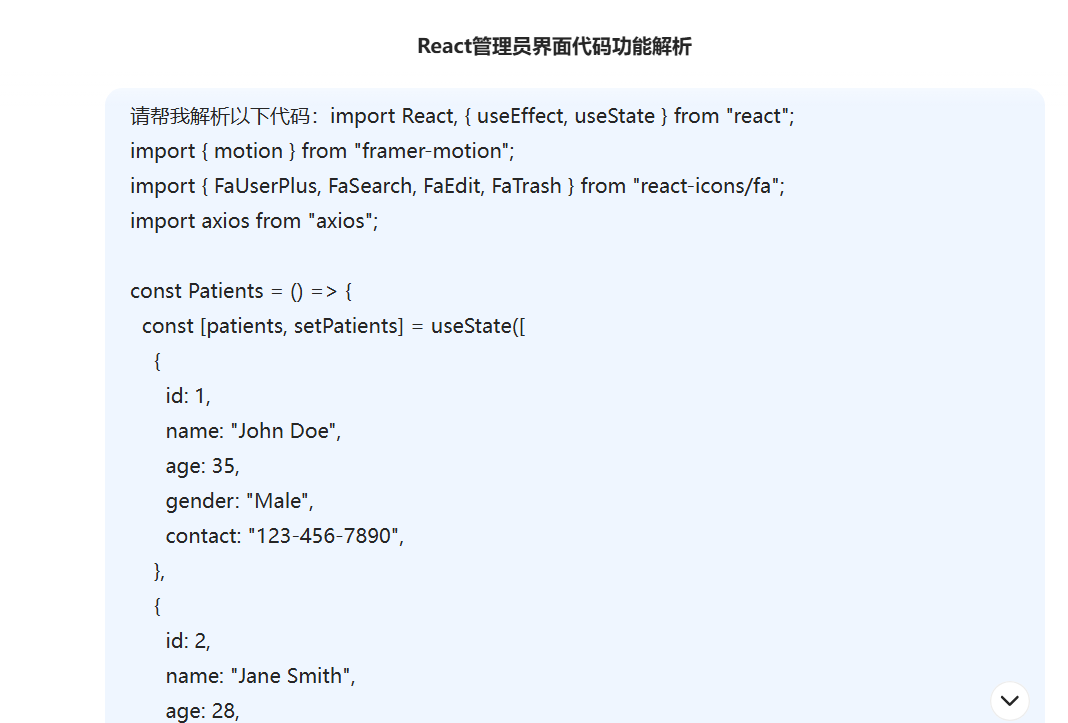 React管理员界面代码功能解析
请帮我解析以下代码：import React, { useEffect, useState } from "react";
import { motion } from "framer-motion";
import { FaUserPlus, FaSearch, FaEdit, FaTrash } from "react-icons/fa";
import axios from "axios";
const Patients = () => {
const [patients, setPatients] = useState([
{
id: 1,
name: "John Doe",
age: 35,
gender: "Male",
contact: "123-456-7890",
},
{
id: 2,
name: "Jane Smith",
age: 28,